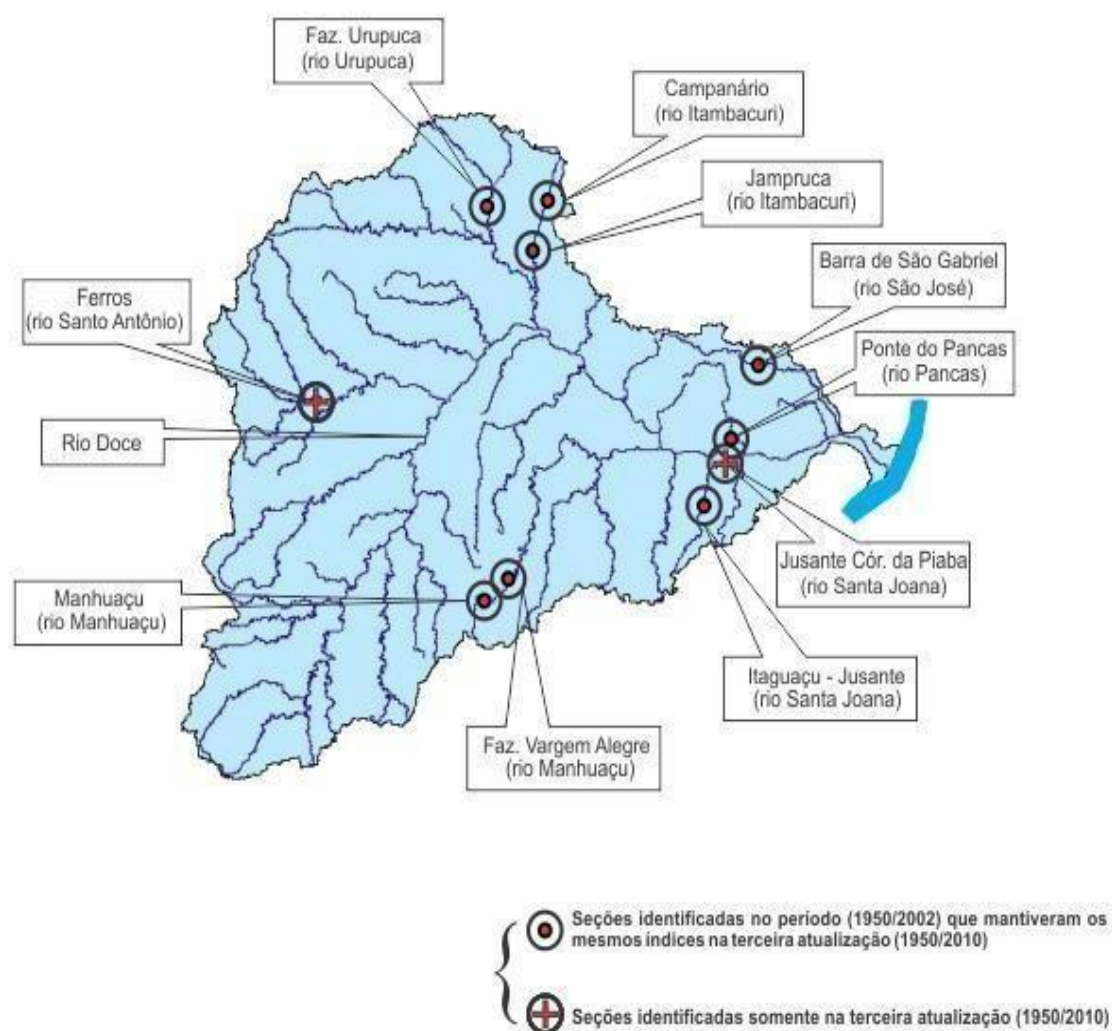 Faz. Urupuca
(rio Urupuca)
Campanário
(rio Itambacuri)
Jampruca
(rio Itambacuri)
Barra de São Gabriel
(rio São José)
Ferros
(rio Santo Antônio)
Ponte do Pancas
(rio Pancas)
Rio Doce
Jusante Cór. da Piaba
(rio Santa Joana)
Manhuaçu
(rio Manhuaçu)
Itaguaçu - Jusante
(rio Santa Joana)
Faz. Vargem Alegre
(rio Manhuaçu)
Seções identificadas no período (1950/2002) que mantiveram os
mesmos índices na terceira atualização (1950/2010)
Seções identificadas somente na terceira atualização (1950/2010)